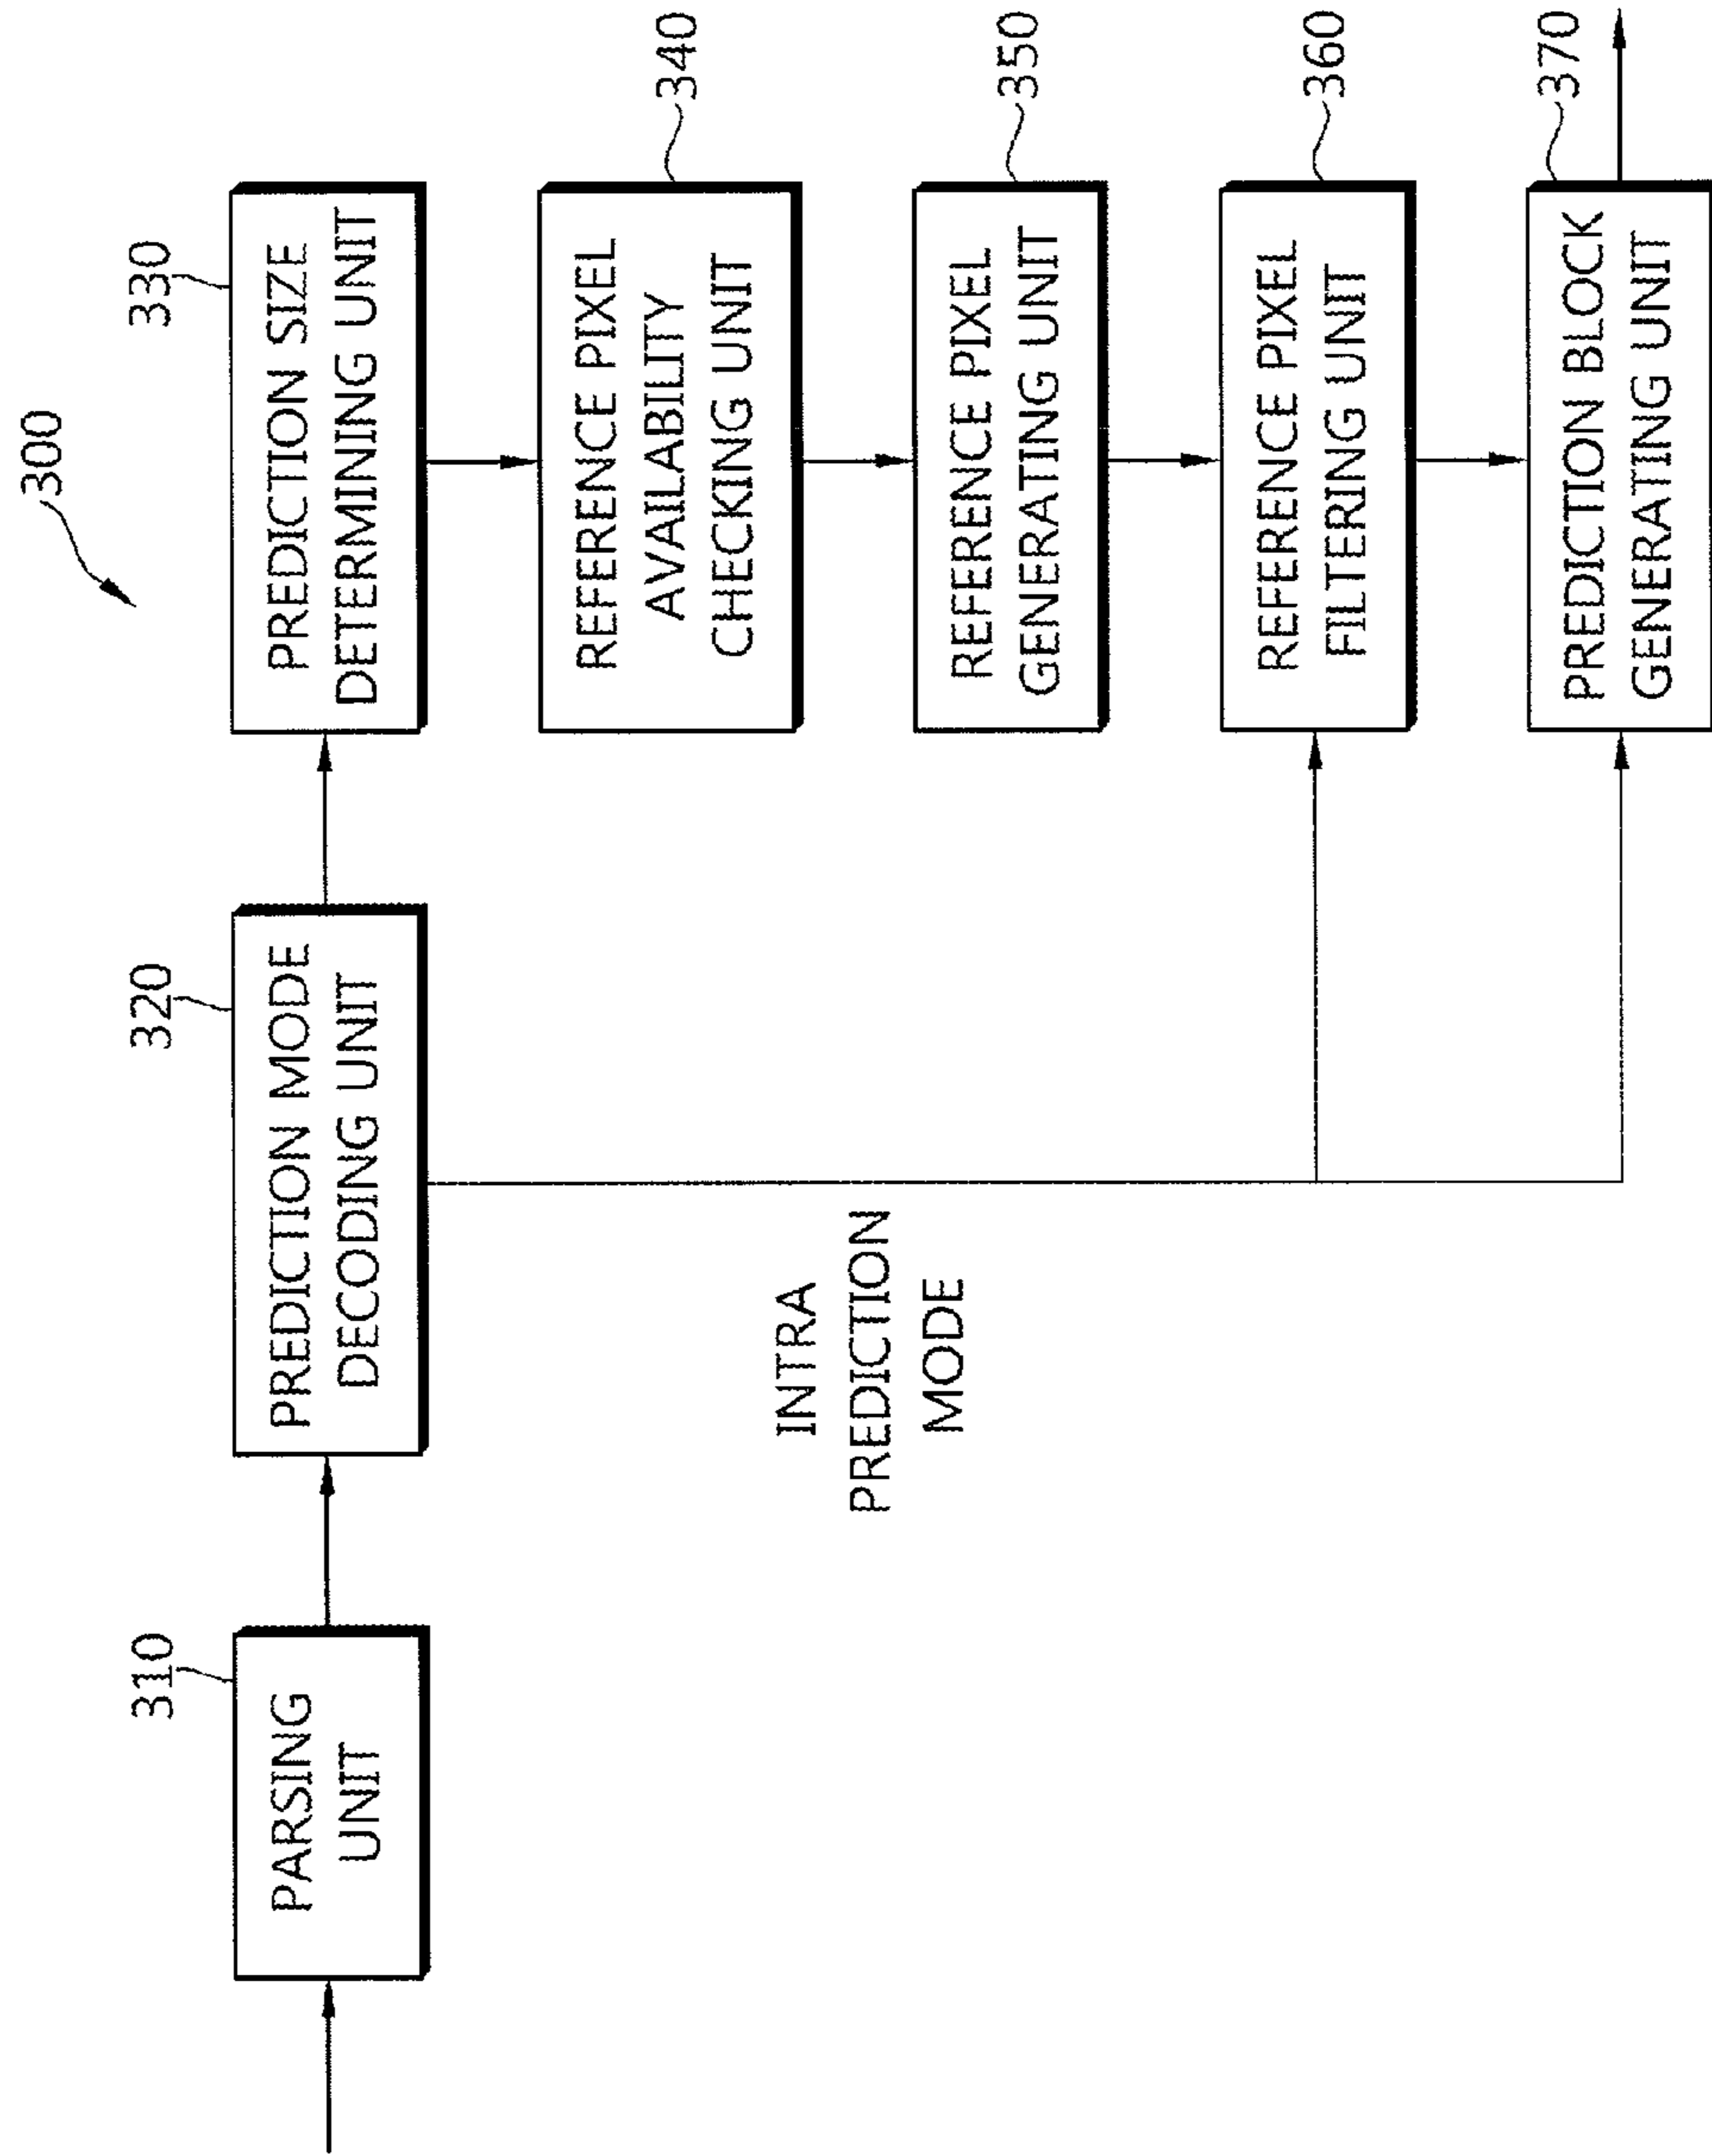 300
310
PARSING
UNIT
320
PREDICTION MODE
DECODING UNIT
330
PREDICTION SIZE
DETERMINING UNIT
340
REFERENCE PIXEL
AVAILABILITY
CHECKING UNIT
350
REFERENCE PIXEL
GENERATING UNIT
INTRA
PREDICTION
MODE
360
REFERENCE PIXEL
FILTERING UNIT
370
PREDICTION BLOCK
GENERATING UNIT